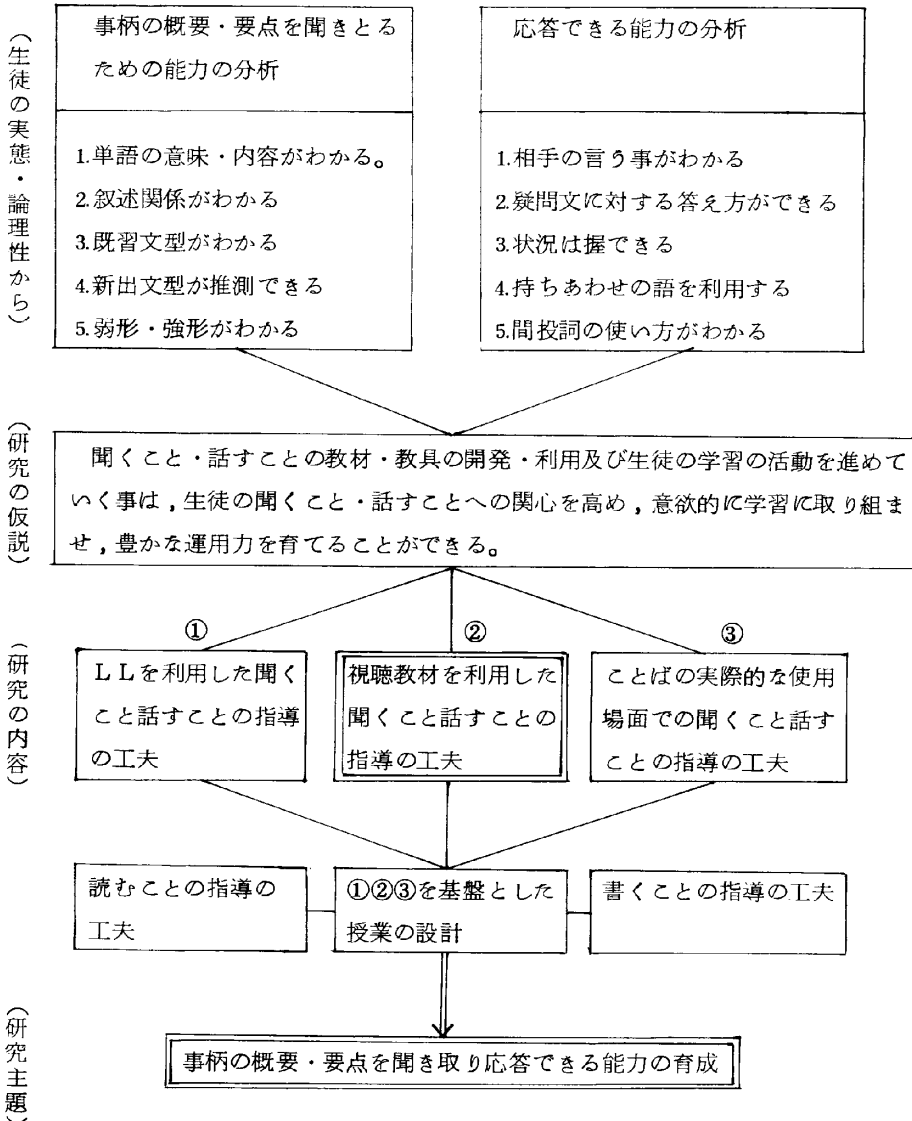 (生徒の実態・論理性から)
事柄の概要・要点を聞きとる
ための能力の分析
1.単語の意味・内容がわかる。
2.叙述関係がわかる
3.既習文型がわかる
4.新出文型が推測できる
5.弱形・強形がわかる
応答できる能力の分析
1.相手の言う事がわかる
2.疑問文に対する答え方ができる
3.状況は握できる
4.持ちあわせの語を利用する
5.間投詞の使い方がわかる
(研究の仮説)
聞くこと・話すことの教材・教具の開発・利用及び生徒の学習の活動を進めて
いく事は,生徒の聞くこと・話すことへの関心を高め,意欲的に学習に取り組ま
せ,豊かな運用力を育てることができる。
(研究の内容)
①
LLを利用した聞く
こと話すことの指導
の工夫
②
視聴教材を利用した
聞くこと話すことの
指導の工夫
③
ことばの実際的な使用
場面での聞くこと話す
ことの指導の工夫
読むことの指導の
工夫
①②③を基盤とした
授業の設計
書くことの指導の工夫
(研究主題)
事柄の概要・要点を聞き取り応答できる能力の育成